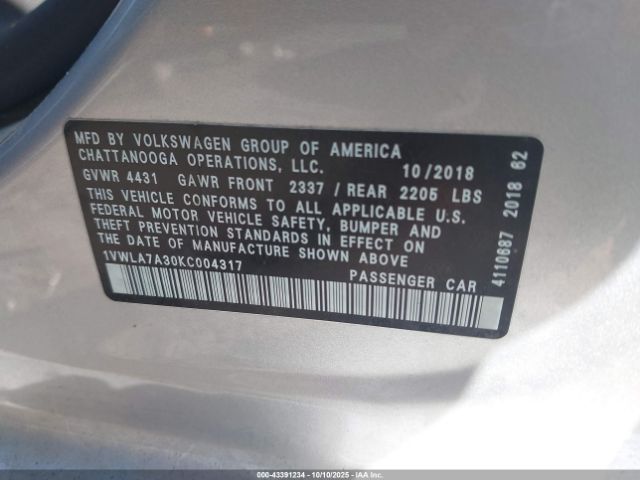 MFD BY VOLKSWAGEN GROUP OF AMERICA
CHATTANOOGA OPERATIONS, LLC. 10/2018
GVWR 4431 GAWR FRONT 2337 / REAR 2205 LBS
THIS VEHICLE CONFORMS TO ALL APPLICABLE U.S.
FEDERAL MOTOR VEHICLE SAFETY, BUMPER AND
THEFT PREVENTION STANDARDS IN EFFECT ON
THE DATE OF MANUFACTURE SHOWN ABOVE
1VWLA7A30KC004317 PASSENGER CAR
4110687 2018 62
000-43391234 - 10/10/2025 - IAA Inc.